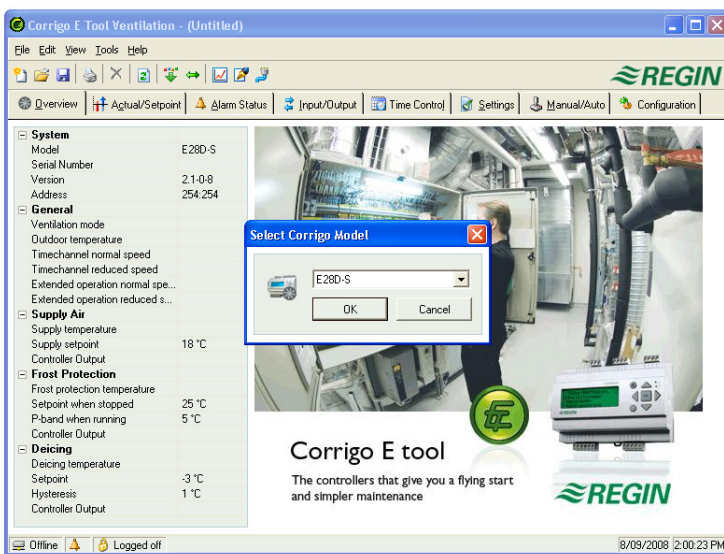 Corrigo E Tool Ventilation - (Untitled)
File Edit View Tools Help
REGIN
Overview Actual/Setpoint Alarm Status Input/Output Time Control Settings Manual/Auto Configuration
System
Model E28D-S
Serial Number
Version 2.1-0-8
Address 254:254
General
Ventilation mode
Outdoor temperature
Timechannel normal speed
Timechannel reduced speed
Extended operation normal spe...
Extended operation reduced s...
Supply Air
Supply temperature
Supply setpoint 18 °C
Controller Output
Frost Protection
Frost protection temperature
Setpoint when stopped 25 °C
P-band when running 5 °C
Controller Output
Deicing
Deicing temperature
Setpoint -3 °C
Hysteresis 1 °C
Controller Output
Select Corrigo Model
E28D-S
OK Cancel
Corrigo E tool
The controllers that give you a flying start
and simpler maintenance
REGIN
Offline Logged off 8/09/2008 2:00:23 PM